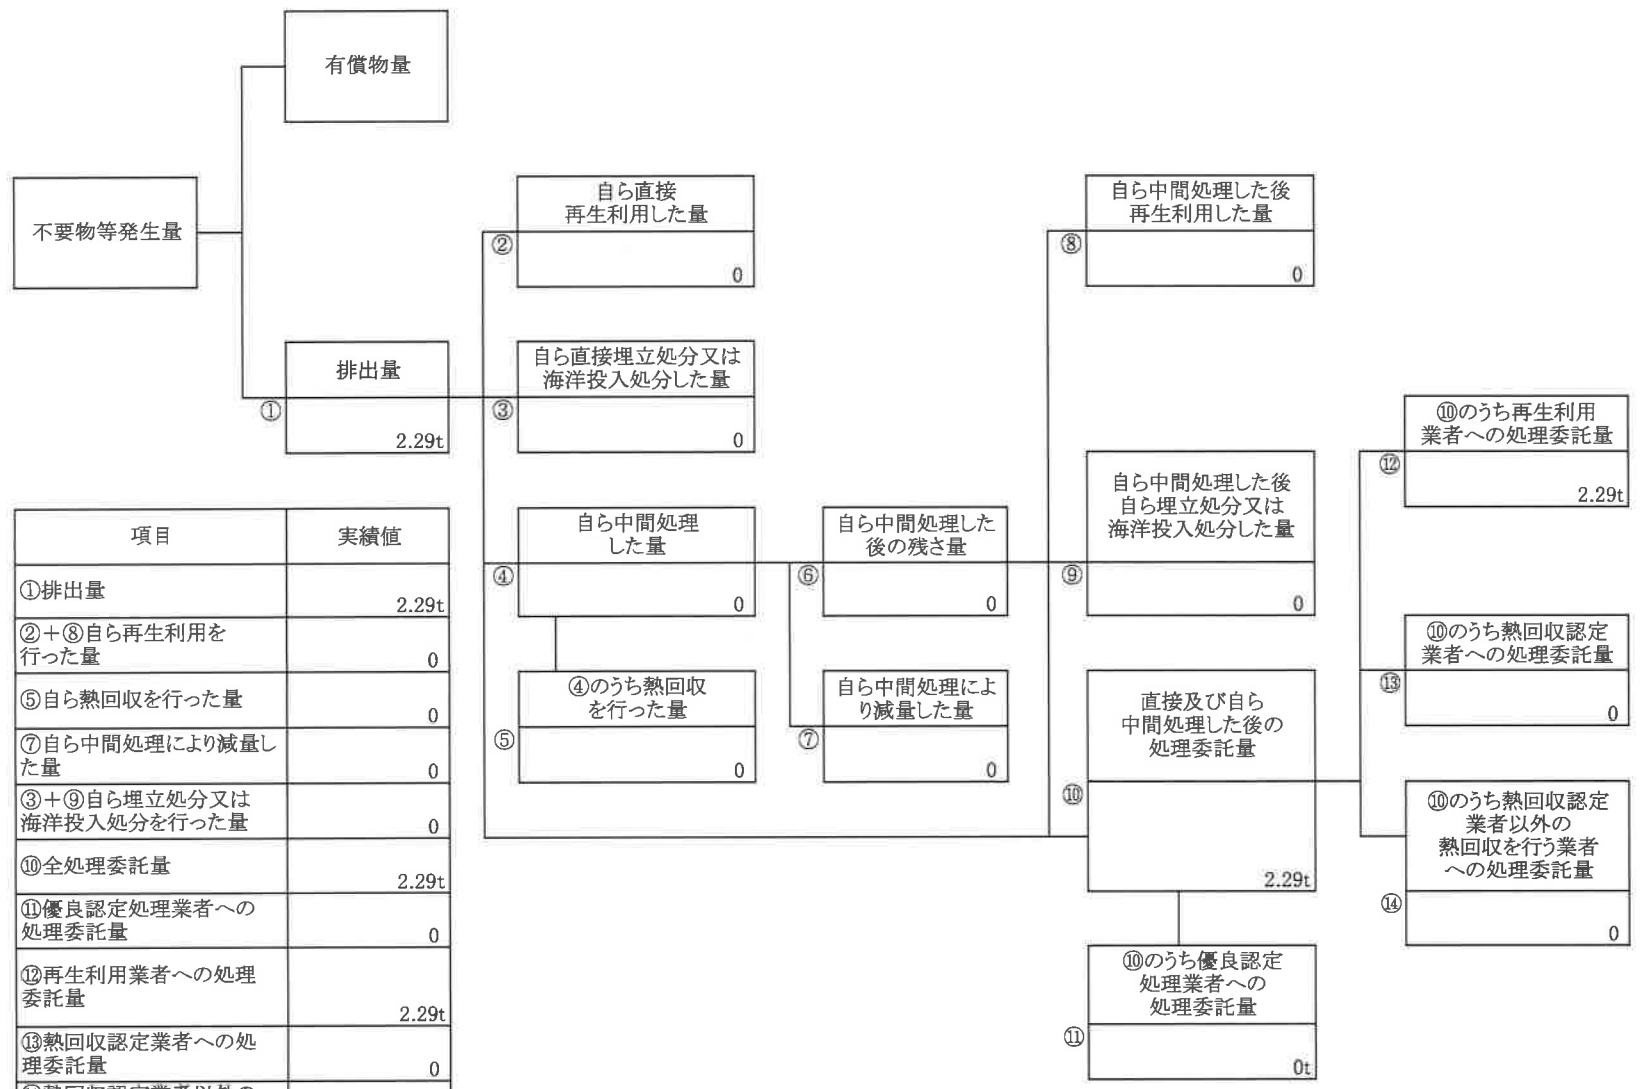 有償物量
不要物等発生量
排出量
①
2.29t
自ら直接
再生利用した量
②
0
自ら直接埋立処分又は
海洋投入処分した量
③
0
自ら中間処理
した量
④
0
④のうち熱回収
を行った量
⑤
0
自ら中間処理した
後の残さ量
⑥
0
自ら中間処理によ
り減量した量
⑦
0
自ら中間処理した後
再生利用した量
⑧
0
自ら中間処理した後
自ら埋立処分又は
海洋投入処分した量
⑨
0
直接及び自ら
中間処理した後の
処理委託量
⑩
2.29t
⑩のうち優良認定
処理業者への
処理委託量
⑪
0t
⑩のうち再生利用
業者への処理委託量
⑫
2.29t
⑩のうち熱回収認定
業者への処理委託量
⑬
0
⑩のうち熱回収認定
業者以外の
熱回収を行う業者
への処理委託量
⑭
0
項目 実績値
①排出量
2.29t
②+⑧自ら再生利用を
行った量
0
⑤自ら熱回収を行った量
0
⑦自ら中間処理により減量し
た量
0
③+⑨自ら埋立処分又は
海洋投入処分を行った量
0
⑩全処理委託量
2.29t
⑪優良認定処理業者への
処理委託量
0
⑫再生利用業者への処理
委託量
2.29t
⑬熱回収認定業者への処
理委託量
0